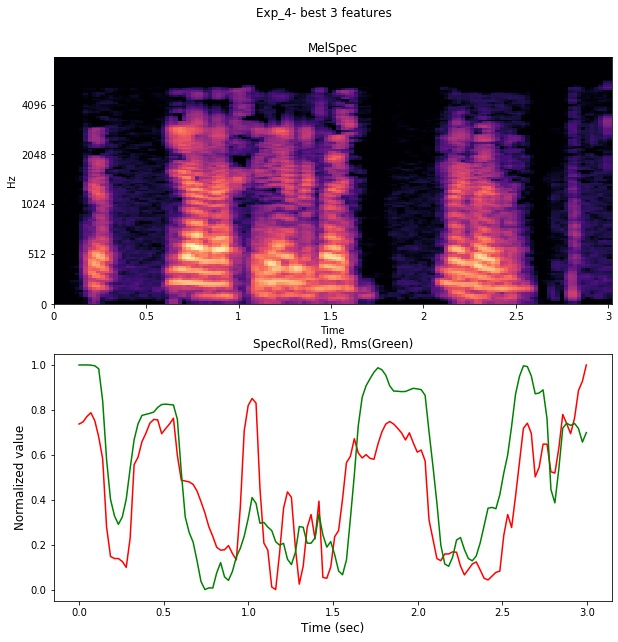 Exp_4- best 3 features
MelSpec
Hz
4096
2048
1024
512
0
0 0.5 1 1.5 2 2.5 3
Time
SpecRol(Red), Rms(Green)
Normalized value
1.0
0.8
0.6
0.4
0.2
0.0
0.0 0.5 1.0 1.5 2.0 2.5 3.0
Time (sec)